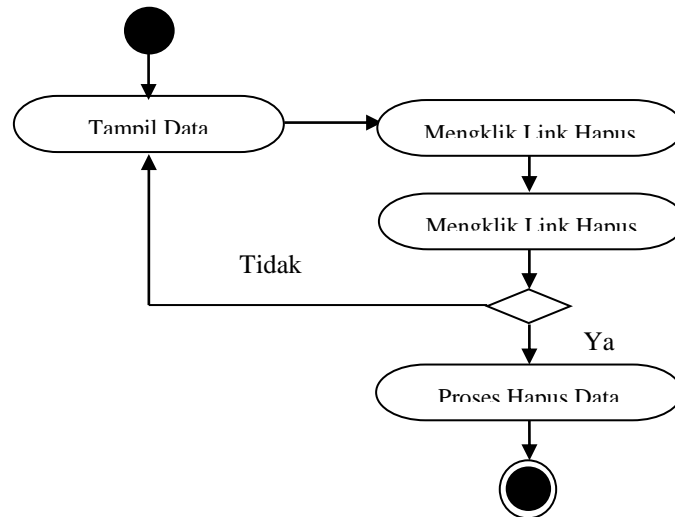 Tampil Data
Mengklik Link Hapus
Mengklik Link Hapus
Tidak
Ya
Proses Hapus Data